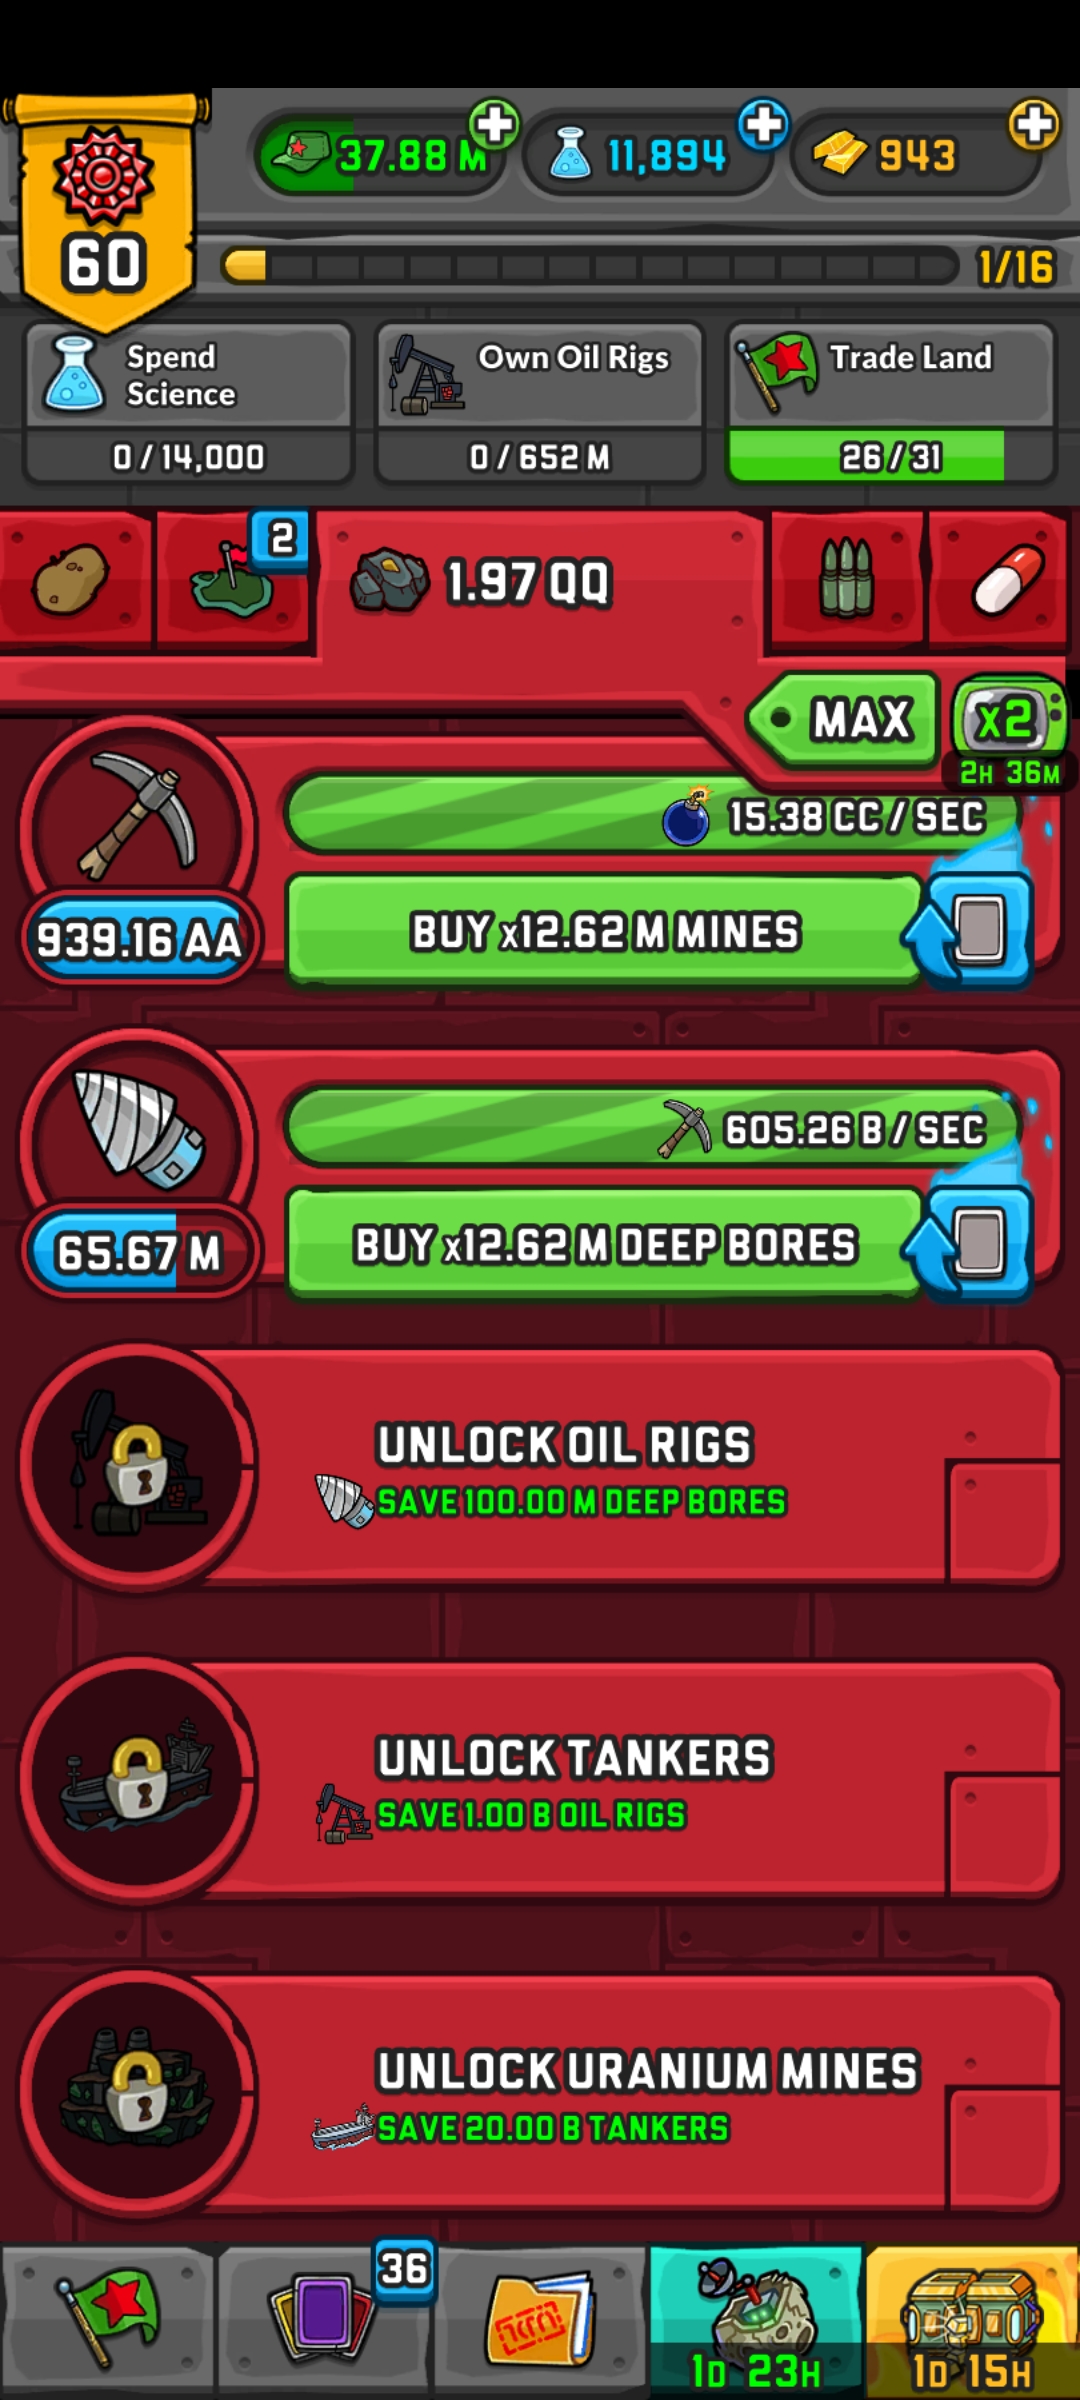 60
37.88 M
11,894
943
1/16
Spend
Science
0 / 14,000
Own Oil Rigs
0 / 652 M
Trade Land
26 / 31
2
1.97 QQ
MAX
x2
2H 36M
15.38 CC / SEC
939.16 AA
BUY x12.62 M MINES
605.26 B / SEC
65.67 M
BUY x12.62 M DEEP BORES
UNLOCK OIL RIGS
SAVE 100.00 M DEEP BORES
UNLOCK TANKERS
SAVE 1.00 B OIL RIGS
UNLOCK URANIUM MINES
SAVE 20.00 B TANKERS
36
1D 23H
1D 15H